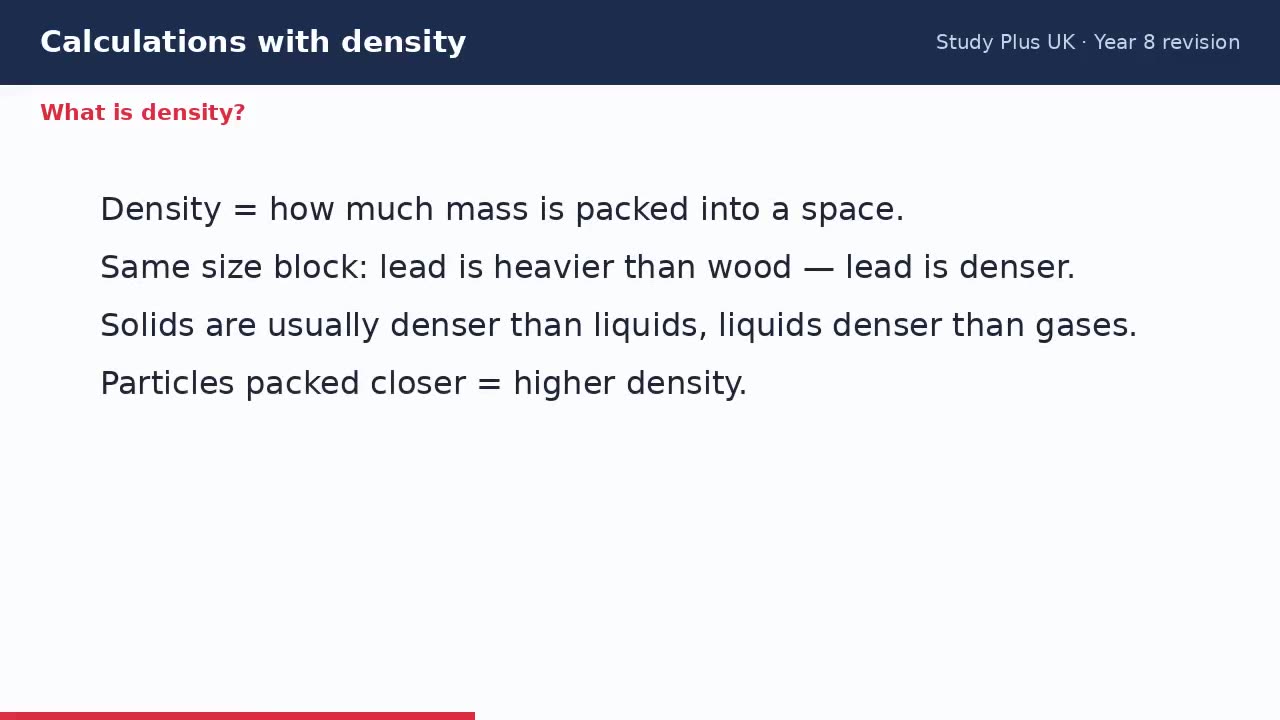 Calculations with density
Study Plus UK · Year 8 revision
What is density?
Density = how much mass is packed into a space.
Same size block: lead is heavier than wood — lead is denser.
Solids are usually denser than liquids, liquids denser than gases.
Particles packed closer = higher density.